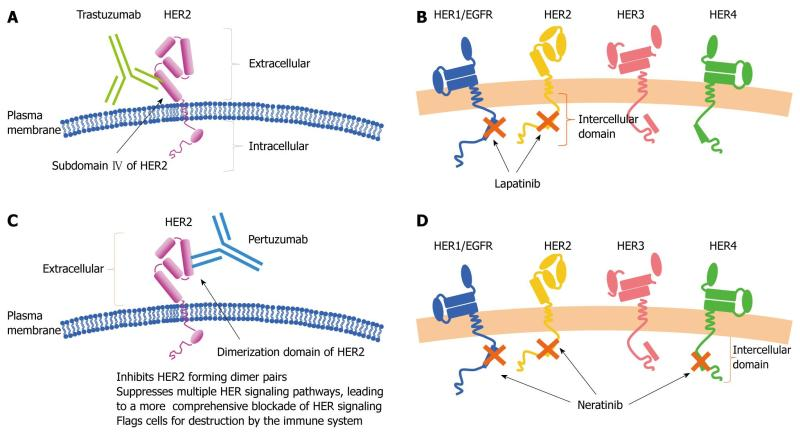 A
Trastuzumab
HER2
Extracellular
Plasma
membrane
Intracellular
Subdomain Ⅳ of HER2
B
HER1/EGFR
HER2
HER3
HER4
Intercellular
domain
Lapatinib
C
HER2
Pertuzumab
Extracellular
Plasma
membrane
Dimerization domain of HER2
Inhibits HER2 forming dimer pairs
Suppresses multiple HER signaling pathways, leading
to a more comprehensive blockade of HER signaling
Flags cells for destruction by the immune system
D
HER1/EGFR
HER2
HER3
HER4
Intercellular
domain
Neratinib